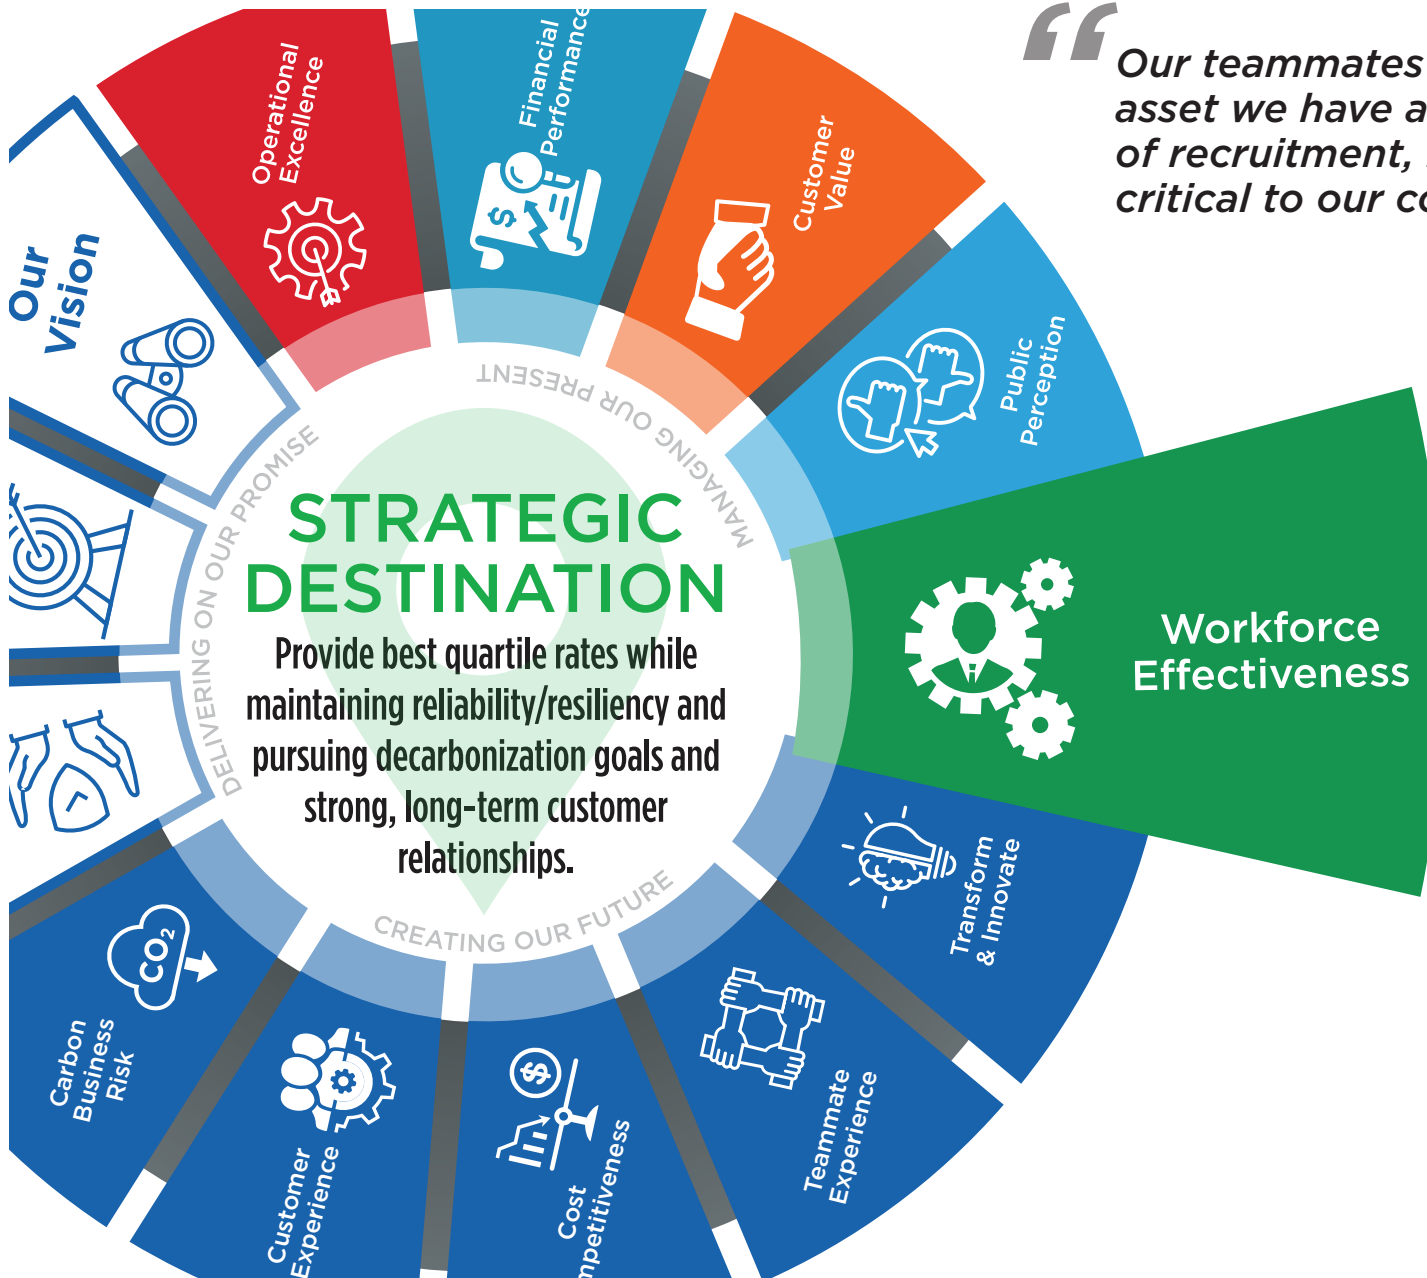 “
Our teammates
asset we have a
of recruitment,
critical to our co
Our
Vision
Operational
Excellence
Financial
Performance
$
Customer
Value
Public
Perception
Workforce
Effectiveness
Transform
& Innovate
Teammate
Experience
$
Cost
mpetitiveness
Customer
Experience
CO2
Carbon
Business
Risk
DELIVERING ON OUR PROMISE
MANAGING OUR PRESENT
CREATING OUR FUTURE
STRATEGIC
DESTINATION
Provide best quartile rates while
maintaining reliability/resiliency and
pursuing decarbonization goals and
strong, long-term customer
relationships.